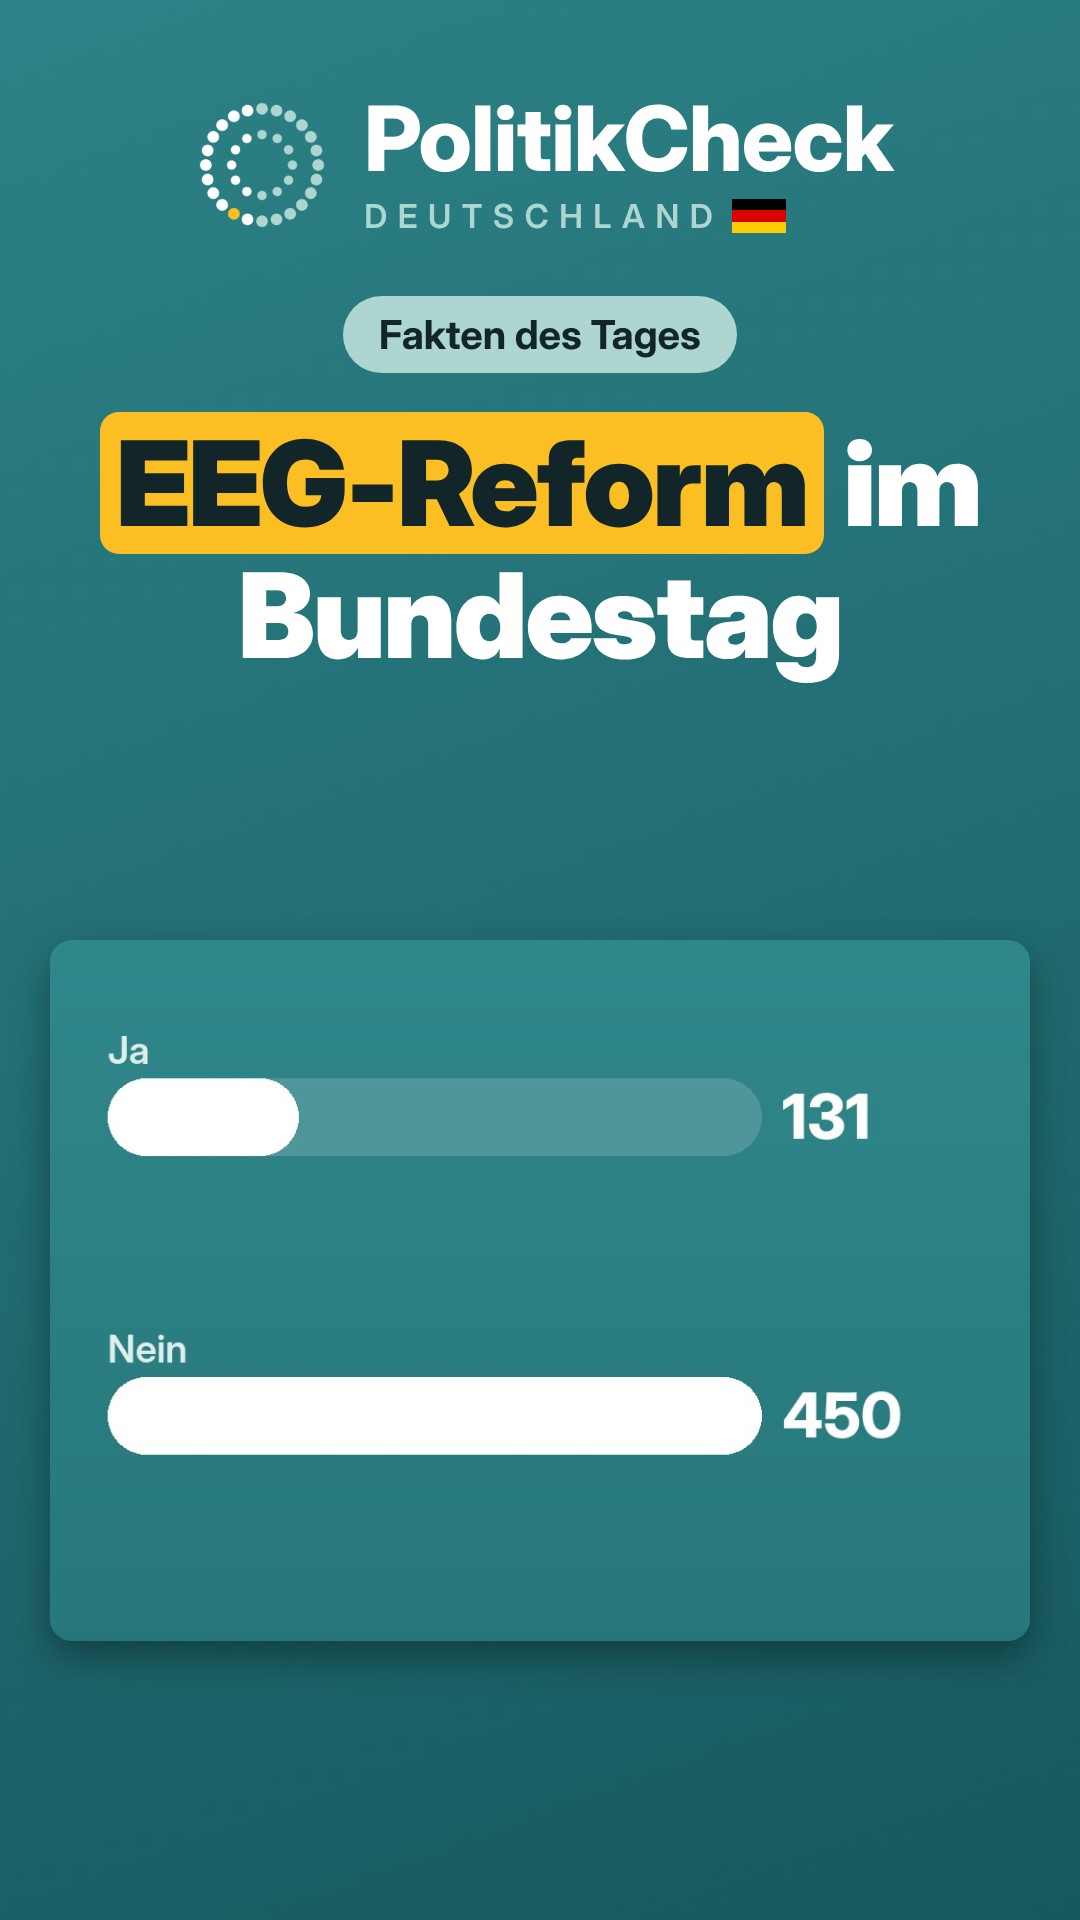 PolitikCheck
DEUTSCHLAND
Fakten des Tages
EEG-Reform im
Bundestag
Ja
131
Nein
450